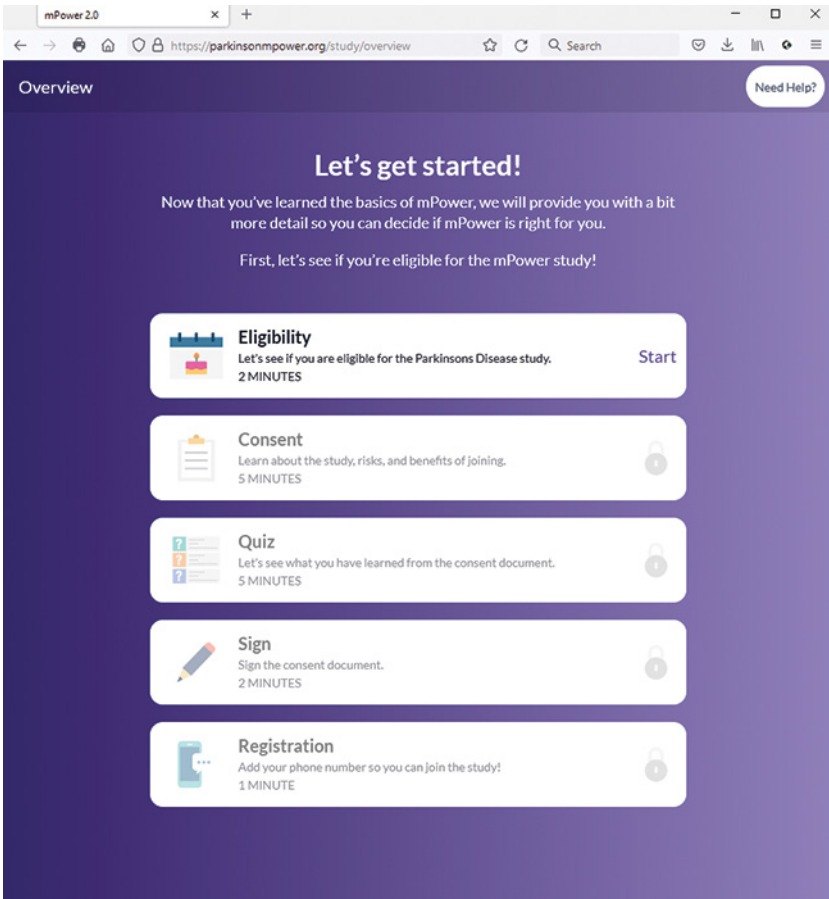 mPower 2.0
https://parkinsonmpower.org/study/overview
Search
Overview
Need Help?
Let's get started!
Now that you've learned the basics of mPower, we will provide you with a bit
more detail so you can decide if mPower is right for you.
First, let's see if you're eligible for the mPower study!
Eligibility
Let's see if you are eligible for the Parkinsons Disease study.
2 MINUTES
Start
Consent
Learn about the study, risks, and benefits of joining.
5 MINUTES
Quiz
Let's see what you have learned from the consent document.
5 MINUTES
Sign
Sign the consent document.
2 MINUTES
Registration
Add your phone number so you can join the study!
1 MINUTE